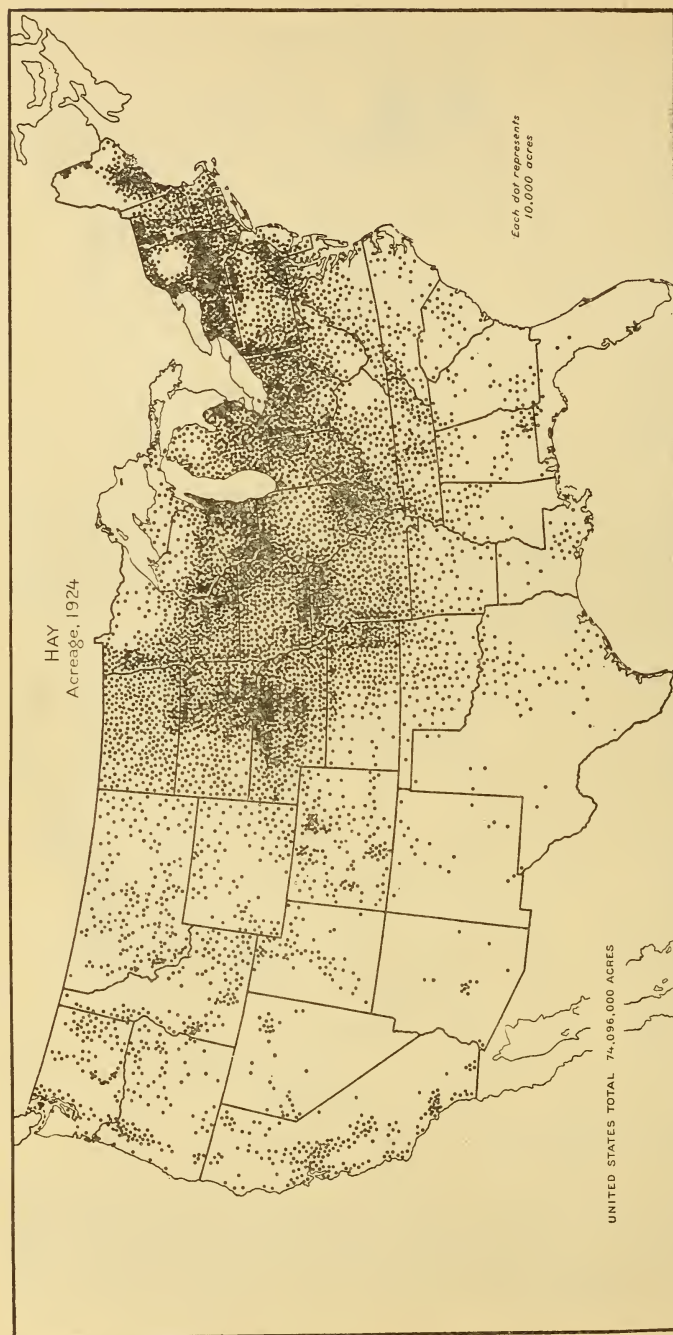 HAY
Acreage, 1924
Each dot represents
10,000 acres
UNITED STATES TOTAL 74,096,000 ACRES